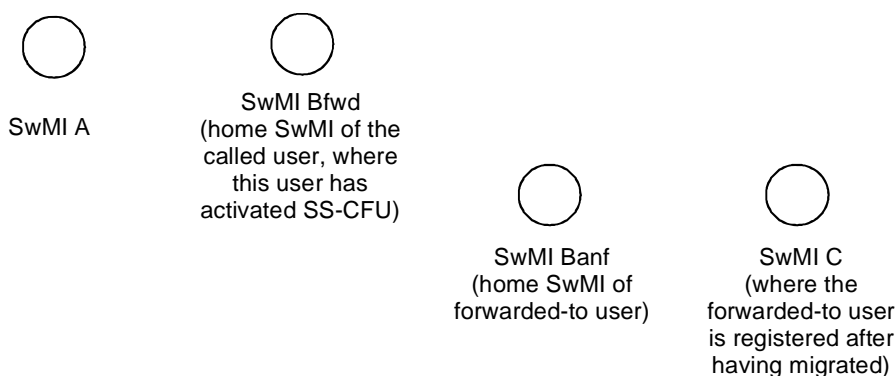 SwMI A
SwMI Bfwd
(home SwMI of the
called user, where
this user has
activated SS-CFU)
SwMI Banf
(home SwMI of
forwarded-to user)
SwMI C
(where the
forwarded-to user
is registered after
having migrated)